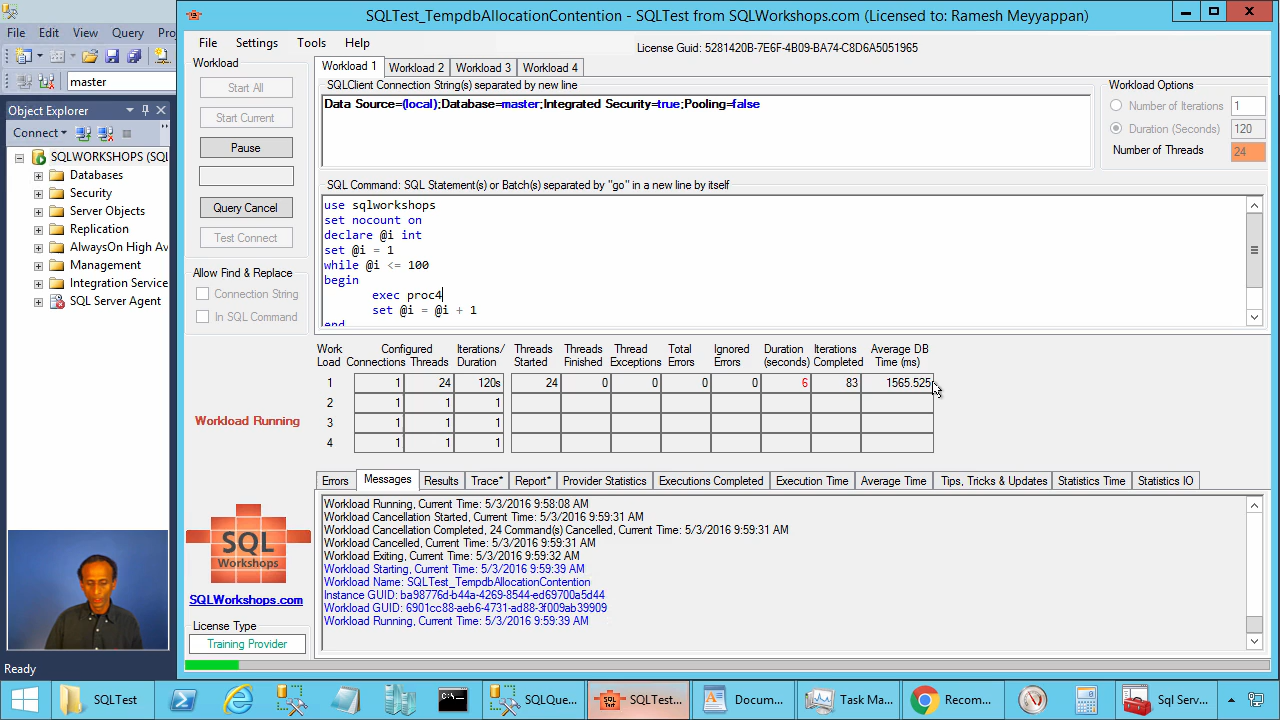 SQLTest_TempdbAllocationContention - SQLTest from SQLWorkshops.com (Licensed to: Ramesh Meyyappan)
File Edit View Query Pro
File Settings Tools Help
License Guid: 5281420B-7E9F-4B09-BA74-C8D6A5051965
master
Object Explorer
Connect
SQLWORKSHOPS (SQL
Databases
Security
Server Objects
Replication
AlwaysOn High Av
Management
Integration Service
SQL Server Agent
Ready
Workload
Start All
Start Current
Pause
Query Cancel
Test Connect
Allow Find & Replace
Connection String
In SQL Command
Workload Running
SQL
Workshops
SQLWorkshops.com
License Type
Training Provider
Workload 1 Workload 2 Workload 3 Workload 4
SQLClient Connection String(s) separated by new line
Data Source=(local);Database=master;Integrated Security=true;Pooling=false
Workload Options
Number of Iterations 1
Duration (Seconds) 120
Number of Threads 24
SQL Command: SQL Statement(s) or Batch(s) separated by "go" in a new line by itself
use sqlworkshops
set nocount on
declare @i int
set @i = 1
while @i <= 100
begin
exec proc4
set @i = @i + 1
end
Work Configured Iterations/ Threads Threads Thread Total Ignored Duration Iterations Average DB
Load Connections Threads Duration Started Finished Exceptions Errors Errors (seconds) Completed Time (ms)
1 1 24 120s 24 0 0 0 0 6 83 1565.525
2 1 1 1
3 1 1 1
4 1 1 1
Errors Messages Results Trace* Report* Provider Statistics Executions Completed Execution Time Average Time Tips, Tricks & Updates Statistics Time Statistics IO
Workload Running, Current Time: 5/3/2016 9:58:08 AM
Workload Cancellation Started, Current Time: 5/3/2016 9:59:31 AM
Workload Cancellation Completed, 24 Command(s) Cancelled, Current Time: 5/3/2016 9:59:31 AM
Workload Cancelled, Current Time: 5/3/2016 9:59:31 AM
Workload Exiting, Current Time: 5/3/2016 9:59:32 AM
Workload Starting, Current Time: 5/3/2016 9:59:39 AM
Workload Name: SQLTest_TempdbAllocationContention
Instance GUID: ba98776d-b44a-4269-8544-ed69700a5d44
Workload GUID: 6901cc88-aeb6-4731-ad88-3f009ab39909
Workload Running, Current Time: 5/3/2016 9:59:39 AM
SQLTest SQLQue... SQLTest... Docum... Task Ma... Recom... Sql Serv...